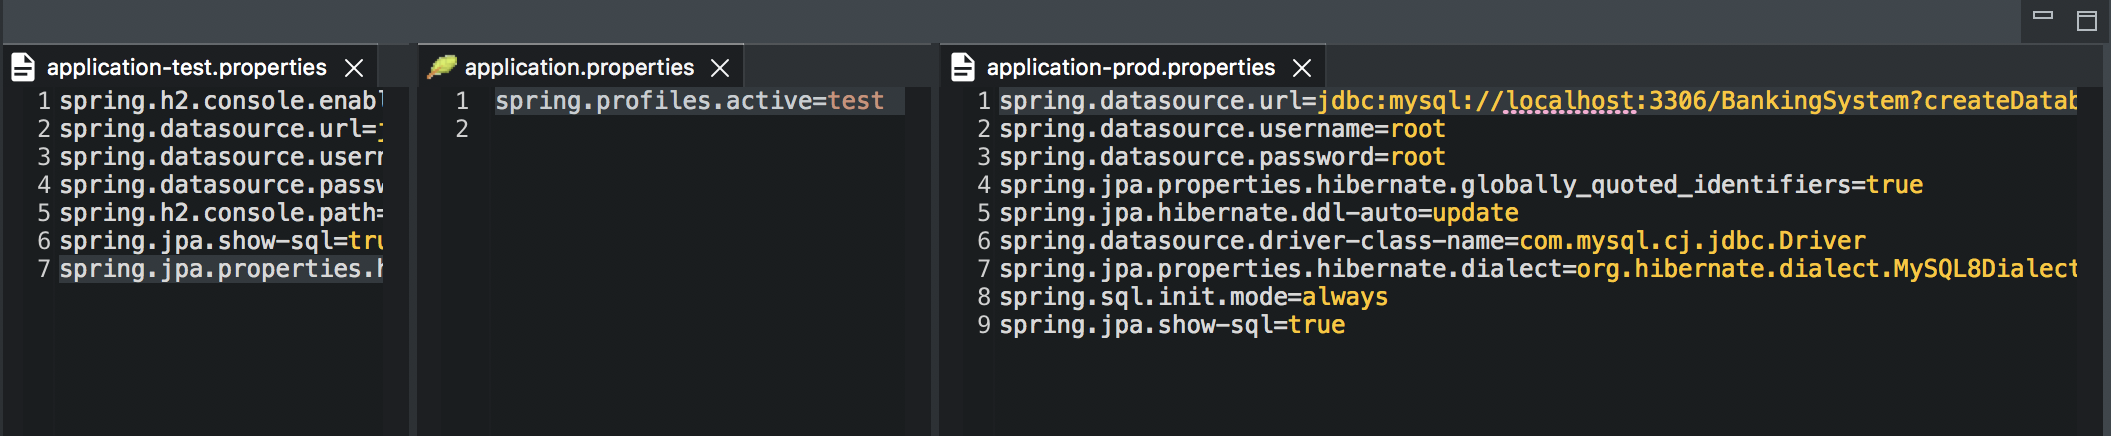 application-test.properties
1 spring.h2.console.enabl
2 spring.datasource.url=j
3 spring.datasource.usern
4 spring.datasource.passw
5 spring.h2.console.path=
6 spring.jpa.show-sql=tru
7 spring.jpa.properties.h
application.properties
1 spring.profiles.active=test
2
application-prod.properties
1 spring.datasource.url=jdbc:mysql://localhost:3306/BankingSystem?createDatab
2 spring.datasource.username=root
3 spring.datasource.password=root
4 spring.jpa.properties.hibernate.globally_quoted_identifiers=true
5 spring.jpa.hibernate.ddl-auto=update
6 spring.datasource.driver-class-name=com.mysql.cj.jdbc.Driver
7 spring.jpa.properties.hibernate.dialect=org.hibernate.dialect.MySQL8Dialect
8 spring.sql.init.mode=always
9 spring.jpa.show-sql=true